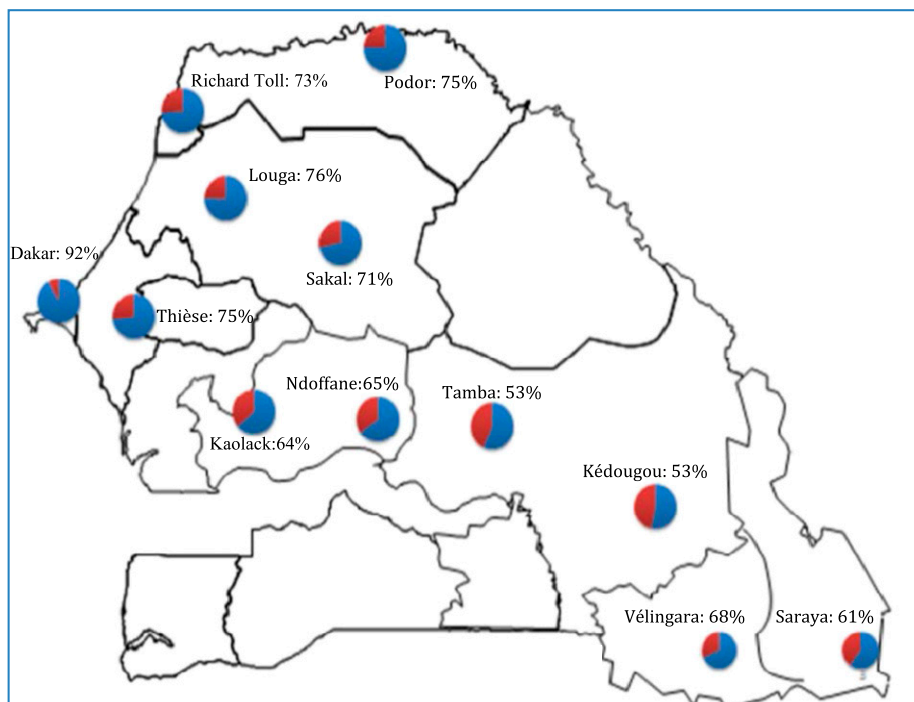 Richard Toll: 73%
Podor: 75%
Louga: 76%
Dakar: 92%
Sakal: 71%
Thièse: 75%
Ndoffane:65%
Tamba: 53%
Kaolack:64%
Kédougou: 53%
Vélingara: 68%
Saraya: 61%